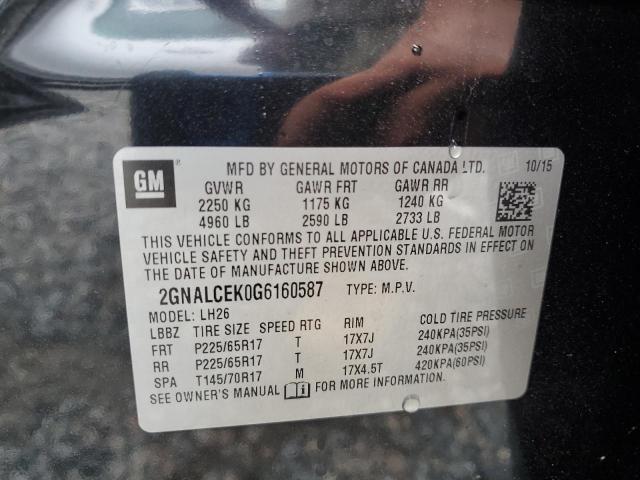 GM MFD BY GENERAL MOTORS OF CANADA LTD. 10/15
GVWR GAWR FRT GAWR RR
2250 KG 1175 KG 1240 KG
4960 LB 2590 LB 2733 LB
THIS VEHICLE CONFORMS TO ALL APPLICABLE U.S. FEDERAL MOTOR
VEHICLE SAFETY AND THEFT PREVENTION STANDARDS IN EFFECT ON
THE DATE OF MANUFACTURE SHOWN ABOVE.
2GNALCEK0G6160587 TYPE: M.P.V.
MODEL: LH26
LBBZ TIRE SIZE SPEED RTG RIM COLD TIRE PRESSURE
FRT P225/65R17 T 17X7J 240KPA(35PSI)
RR P225/65R17 T 17X7J 240KPA(35PSI)
SPA T145/70R17 M 17X4.5T 420KPA(60PSI)
SEE OWNER'S MANUAL FOR MORE INFORMATION.